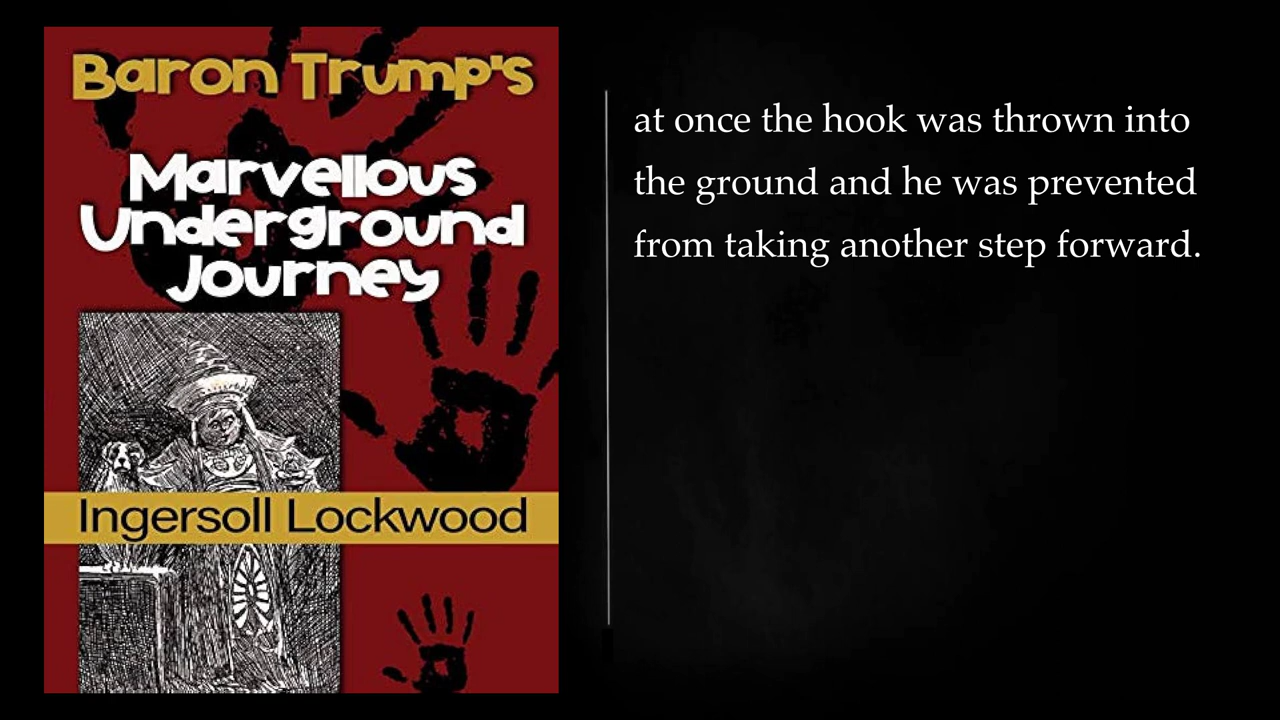 Baron Trump's
Marvellous
Underground
Journey
Ingersoll Lockwood
at once the hook was thrown into
the ground and he was prevented
from taking another step forward.